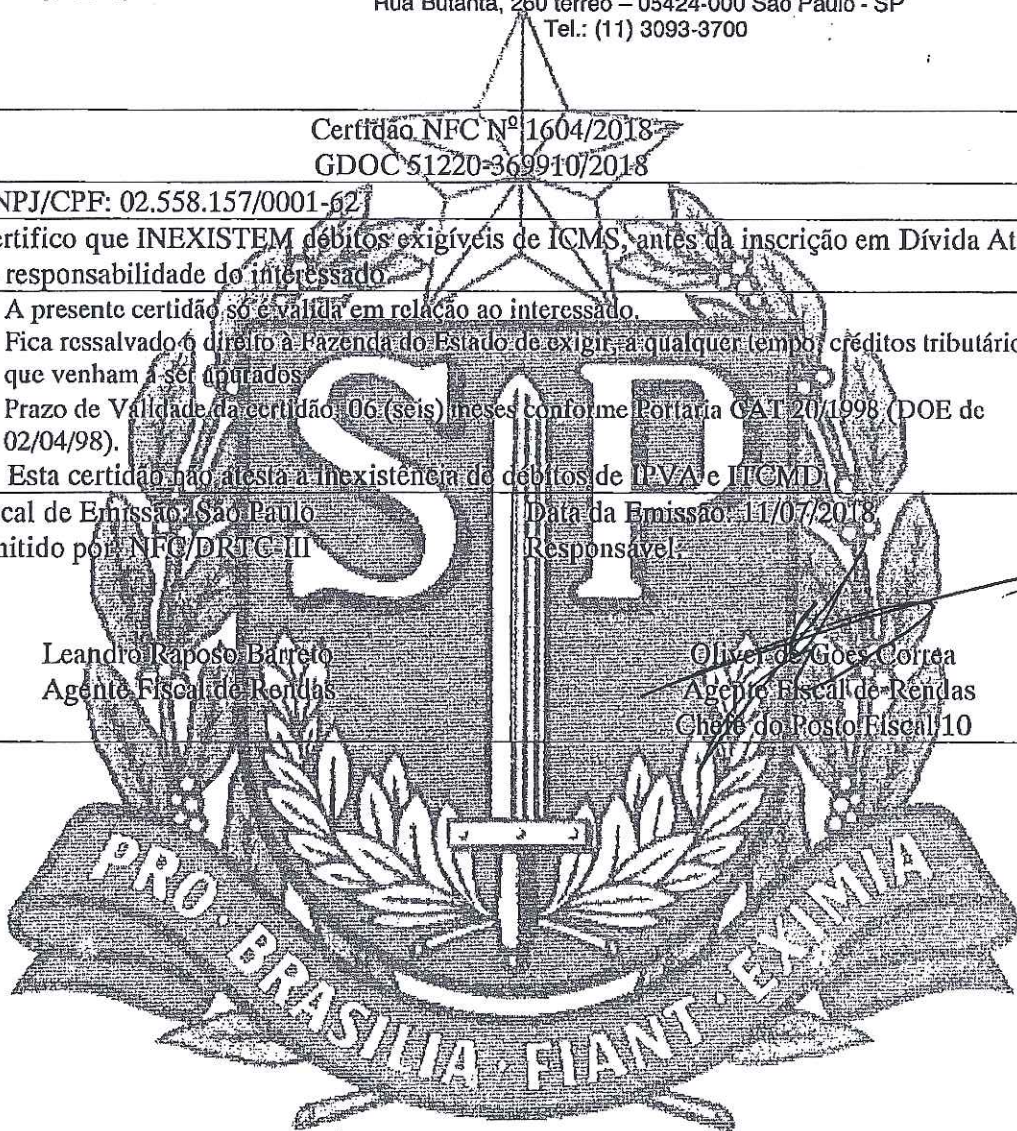 Rua Butantã, 260 térreo – 05424-000 São Paulo - SP
Tel.: (11) 3093-3700
Certidão NFC Nº 1604/2018
GDOC 51220-369910/2018
NPJ/CPF: 02.558.157/0001-62
ertifico que INEXISTEM débitos exigíveis de ICMS, antes da inscrição em Dívida At
responsabilidade do interessado.
A presente certidão só é válida em relação ao interessado.
Fica ressalvado o direito à Fazenda do Estado de exigir, a qualquer tempo, créditos tributário
que venham a ser apurados.
Prazo de Validade da certidão: 06 (seis) meses conforme Portaria CAT 20/1998 (DOE de
02/04/98).
Esta certidão não atesta a inexistência de débitos de IPVA e ITCMD
cal de Emissão: São Paulo Data da Emissão: 11/07/2018
mitido por: NFC/DRTC-III Responsável:
Leandro Raposo Barreto Oliver de Góes Corrêa
Agente Fiscal de Rendas Agente Fiscal de Rendas
Chefe do Posto Fiscal 10
SP
PRO · BRASILIA · FIANT · EXIMIA